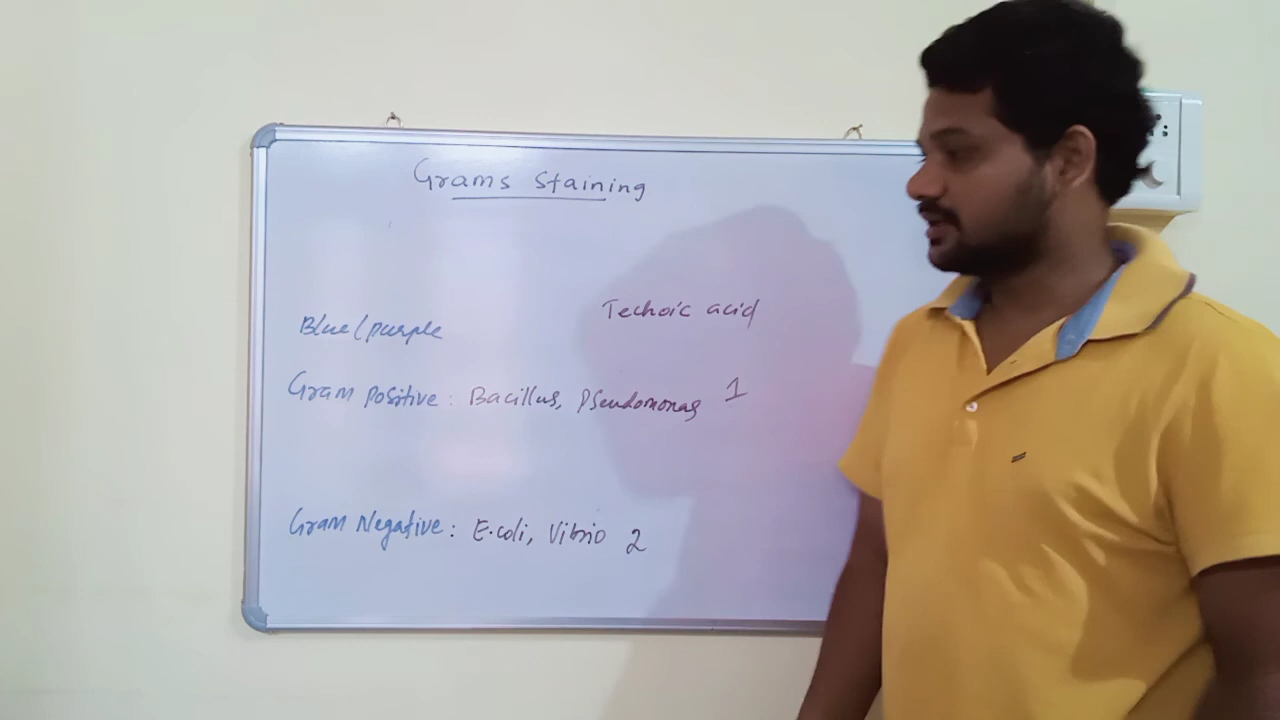 Grams Staining
Techoic acid
Blue/purple
Gram positive: Bacillus, Pseudomonas 1
Gram Negative: E.coli, Vibrio 2